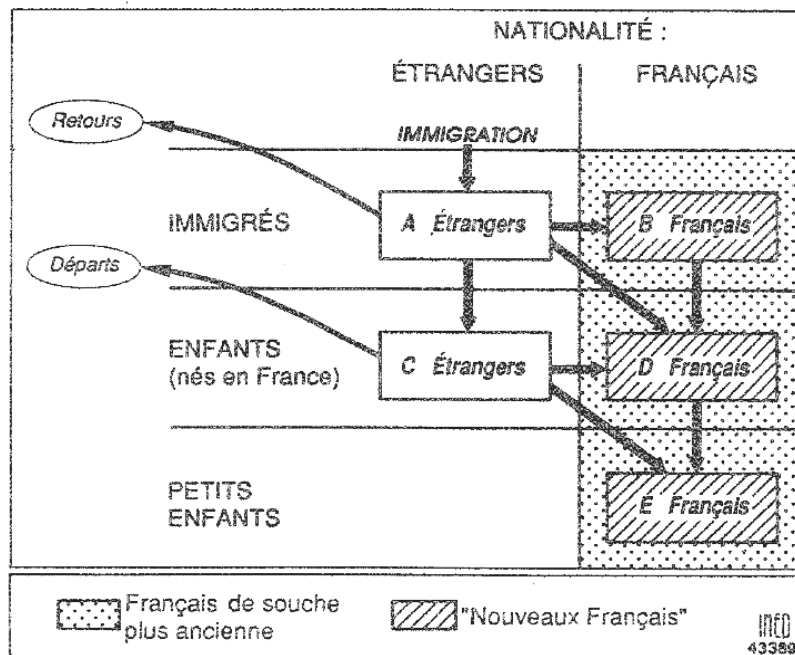 NATIONALITÉ :
ÉTRANGERS
FRANÇAIS
Retours
IMMIGRATION
IMMIGRÉS
A Étrangers
B Français
Départs
ENFANTS
(nés en France)
C Étrangers
D Français
PETITS
ENFANTS
E Français
Français de souche
plus ancienne
"Nouveaux Français"
INED
43389